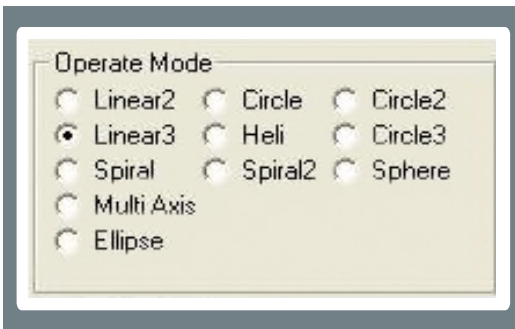 Operate Mode
Linear2 Circle Circle2
Linear3 Heli Circle3
Spiral Spiral2 Sphere
Multi Axis
Ellipse